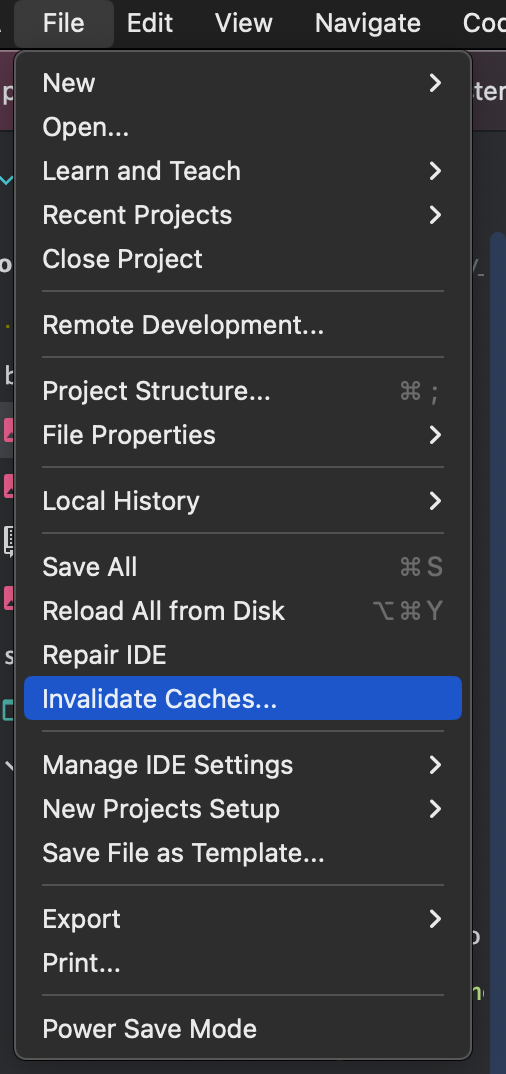 File Edit View Navigate
New
Open...
Learn and Teach
Recent Projects
Close Project
Remote Development...
Project Structure... ⌘ ;
File Properties
Local History
Save All ⌘ S
Reload All from Disk ⌥ ⌘ Y
Repair IDE
Invalidate Caches...
Manage IDE Settings
New Projects Setup
Save File as Template...
Export
Print...
Power Save Mode